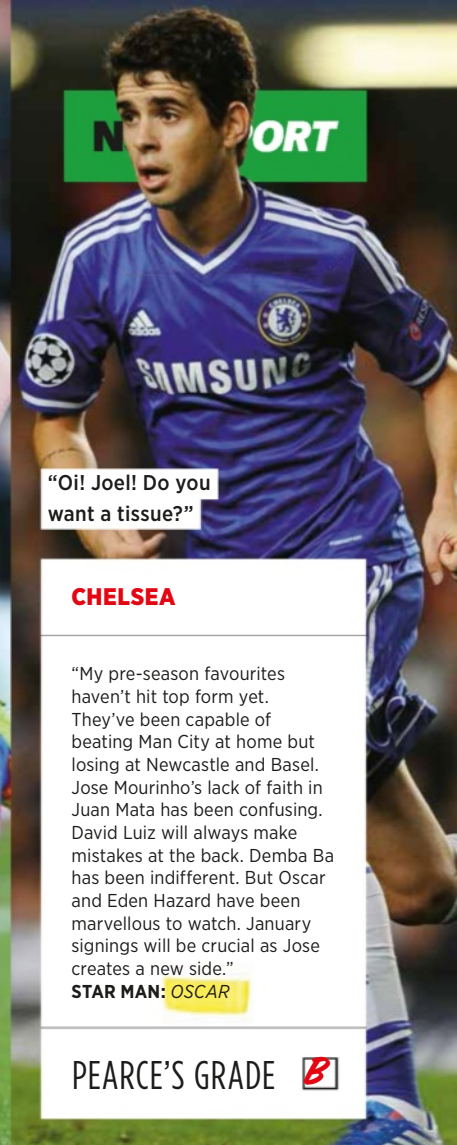 N
PORT
adidas
CHELSEA
SAMSUNG
“Oi! Joel! Do you
want a tissue?”
CHELSEA
“My pre-season favourites
haven’t hit top form yet.
They’ve been capable of
beating Man City at home but
losing at Newcastle and Basel.
Jose Mourinho’s lack of faith in
Juan Mata has been confusing.
David Luiz will always make
mistakes at the back. Demba Ba
has been indifferent. But Oscar
and Eden Hazard have been
marvellous to watch. January
signings will be crucial as Jose
creates a new side.”
STAR MAN: OSCAR
PEARCE’S GRADE B